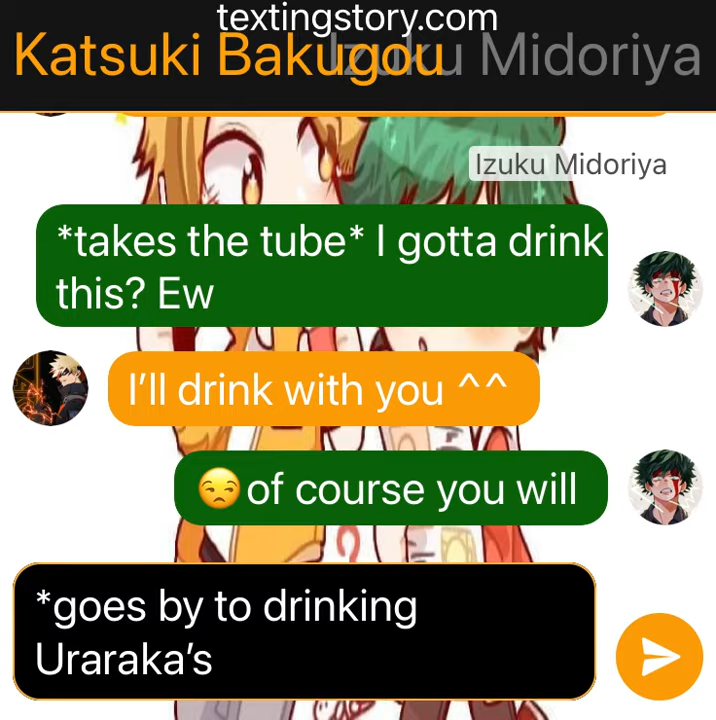 textingstory.com
Katsuki Bakugou Izuku Midoriya
Izuku Midoriya
*takes the tube* I gotta drink
this? Ew
I'll drink with you ^^
😒of course you will
*goes by to drinking
Uraraka's